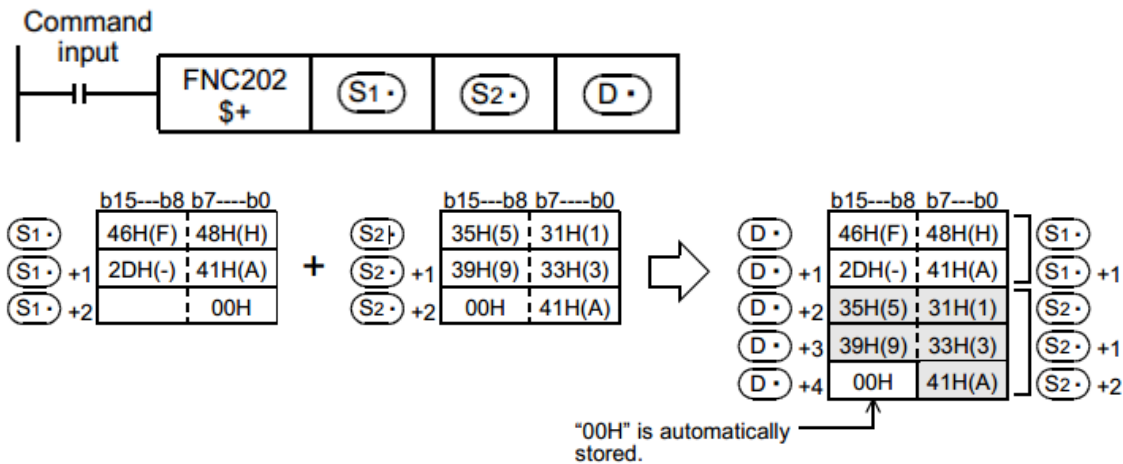 Command
input
FNC202
$+
S1·
S2·
D·
b15---b8 b7----b0
S1· 46H(F) 48H(H)
S1· +1 2DH(-) 41H(A)
S1· +2 00H
+
b15---b8 b7----b0
S2· 35H(5) 31H(1)
S2· +1 39H(9) 33H(3)
S2· +2 00H 41H(A)
b15---b8 b7---b0
D· 46H(F) 48H(H) S1·
D· +1 2DH(-) 41H(A) S1· +1
D· +2 35H(5) 31H(1) S2·
D· +3 39H(9) 33H(3) S2· +1
D· +4 00H 41H(A) S2· +2
“00H” is automatically
stored.